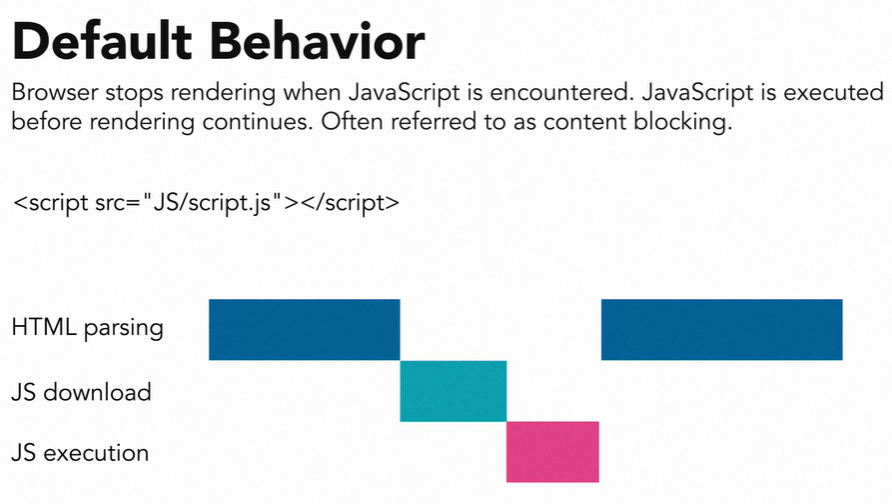 Default Behavior
Browser stops rendering when JavaScript is encountered. JavaScript is executed
before rendering continues. Often referred to as content blocking.
<script src="JS/script.js"></script>
HTML parsing
JS download
JS execution